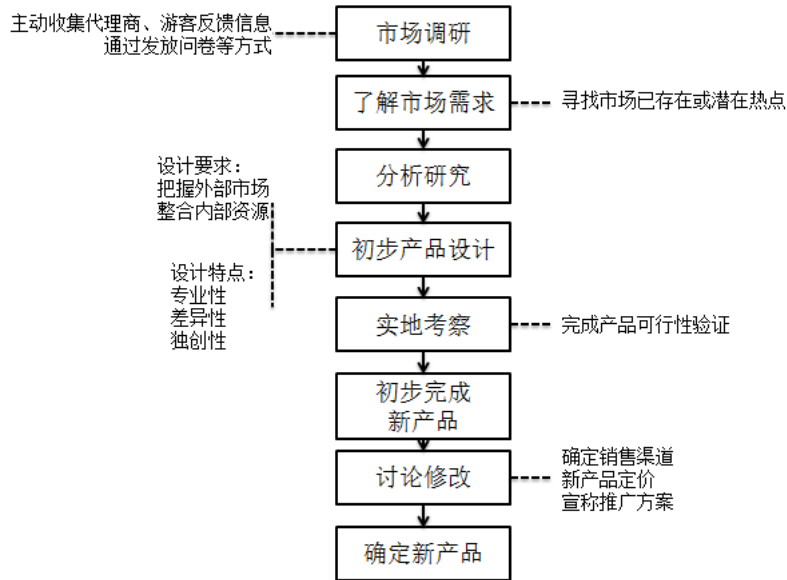 主动收集代理商、游客反馈信息
通过发放问卷等方式
市场调研
了解市场需求
寻找市场已存在或潜在热点
分析研究
设计要求：
把握外部市场
整合内部资源
初步产品设计
设计特点：
专业性
差异性
独创性
实地考察
完成产品可行性验证
初步完成
新产品
讨论修改
确定销售渠道
新产品定价
宣称推广方案
确定新产品